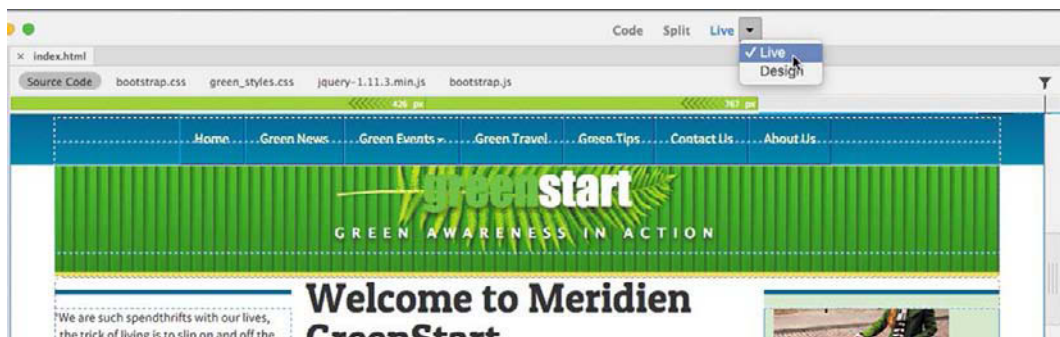 Code Split Live
✓ Live
Design
× index.html
Source Code bootstrap.css green_styles.css jquery-1.11.3.min.js bootstrap.js
426 px 767 px
Home Green News Green Events Green Travel Green Tips Contact Us About Us
greenstart
GREEN AWARENESS IN ACTION
Welcome to Meridien
GreenStart
"We are such spendthrifts with our lives,
the trick of living is to slip on and off the